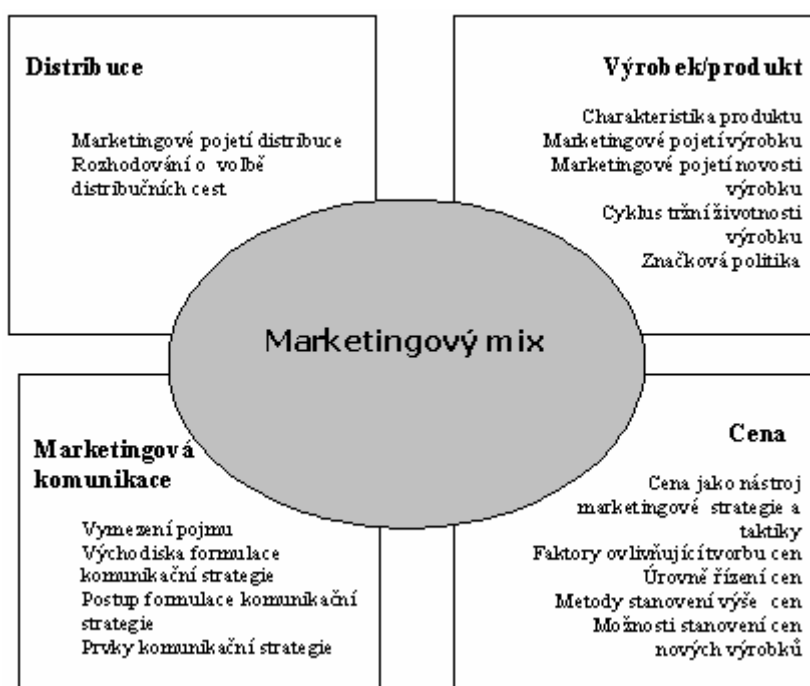 Distribuce
Marketingové pojetí distribuce
Rozhodování o volbě
distribučních cest
Výrobek/produkt
Charakteristika produktu
Marketingové pojetí výrobku
Marketingové pojetí novosti
výrobku
Cyklus tržní životnosti
výrobku
Značková politika
Marketingový mix
Marketingová
komunikace
Vymezení pojmu
Východiska formulace
komunikační strategie
Postup formulace komunikační
strategie
Prvky komunikační strategie
Cena
Cena jako nástroj
marketingové strategie a
taktiky
Faktory ovlivňující tvorbu cen
Úrovně řízení cen
Metody stanovení výše cen
Možnosti stanovení cen
nových výrobků